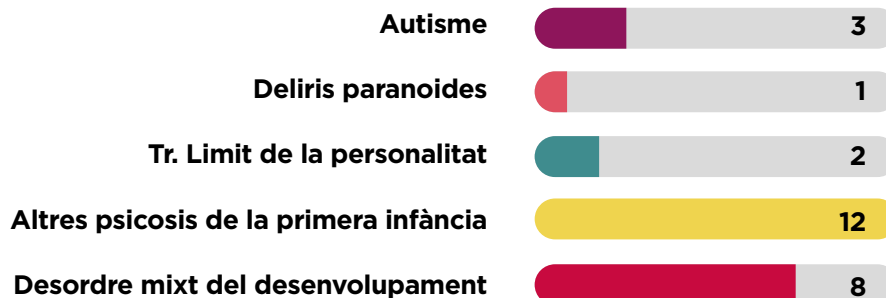 Autisme 3
Deliris paranoides 1
Tr. Limit de la personalitat 2
Altres psicosis de la primera infància 12
Desordre mixt del desenvolupament 8